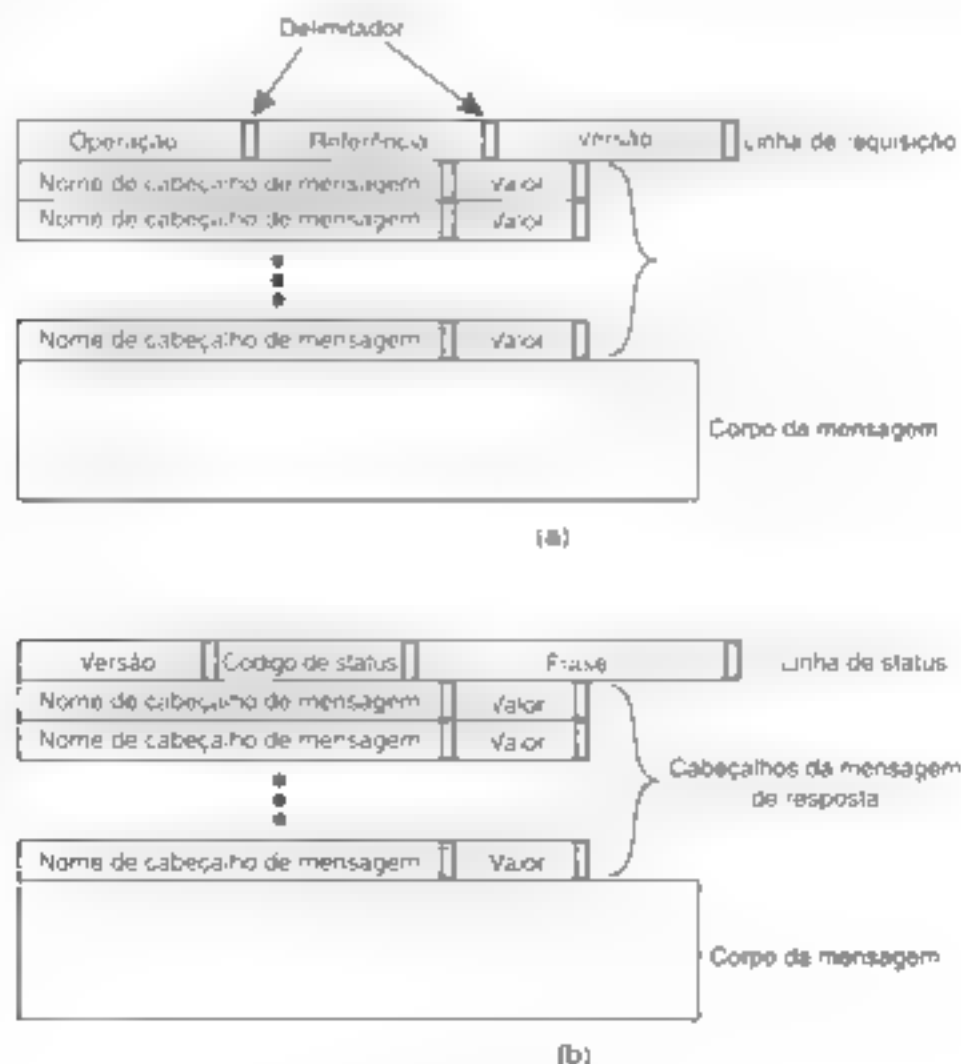 Delimitador
Operação Referência Versão Linha de requisição
Nome de cabeçalho de mensagem Valor
Nome de cabeçalho de mensagem Valor
Nome de cabeçalho de mensagem Valor
Corpo da mensagem
(a)
Versão Código de status Frase Linha de status
Nome de cabeçalho de mensagem Valor
Nome de cabeçalho de mensagem Valor
Cabeçalhos da mensagem
de resposta
Nome de cabeçalho de mensagem Valor
Corpo da mensagem
(b)